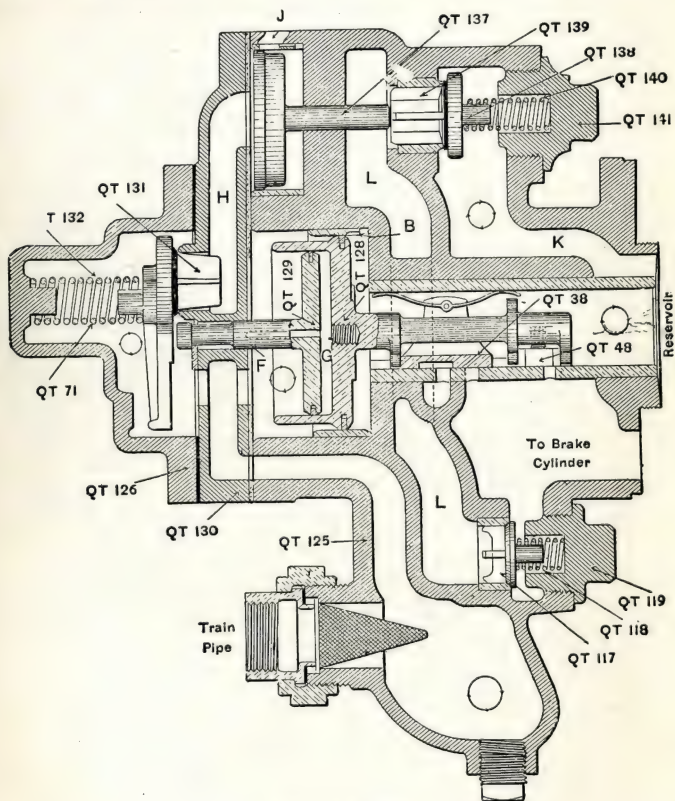 J
QT 137
QT 139
QT 138
QT 140
QT 141
H
L
QT 131
T 132
B
K
QT 128
QT 129
QT 38
G
F
QT 48
QT 71
Reservoir
To Brake
Cylinder
QT 126
L
QT 130
QT 125
QT 119
Train
Pipe
QT 118
QT 117